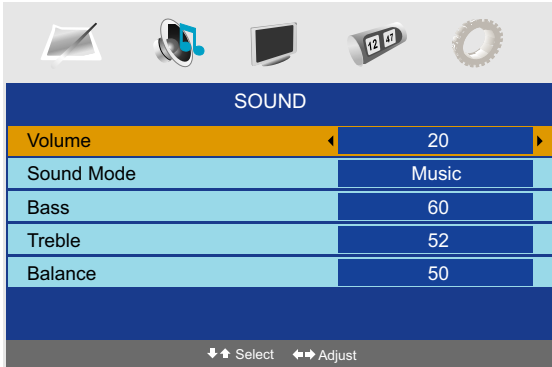 12 47
SOUND
Volume 20
Sound Mode Music
Bass 60
Treble 52
Balance 50
Select Adjust